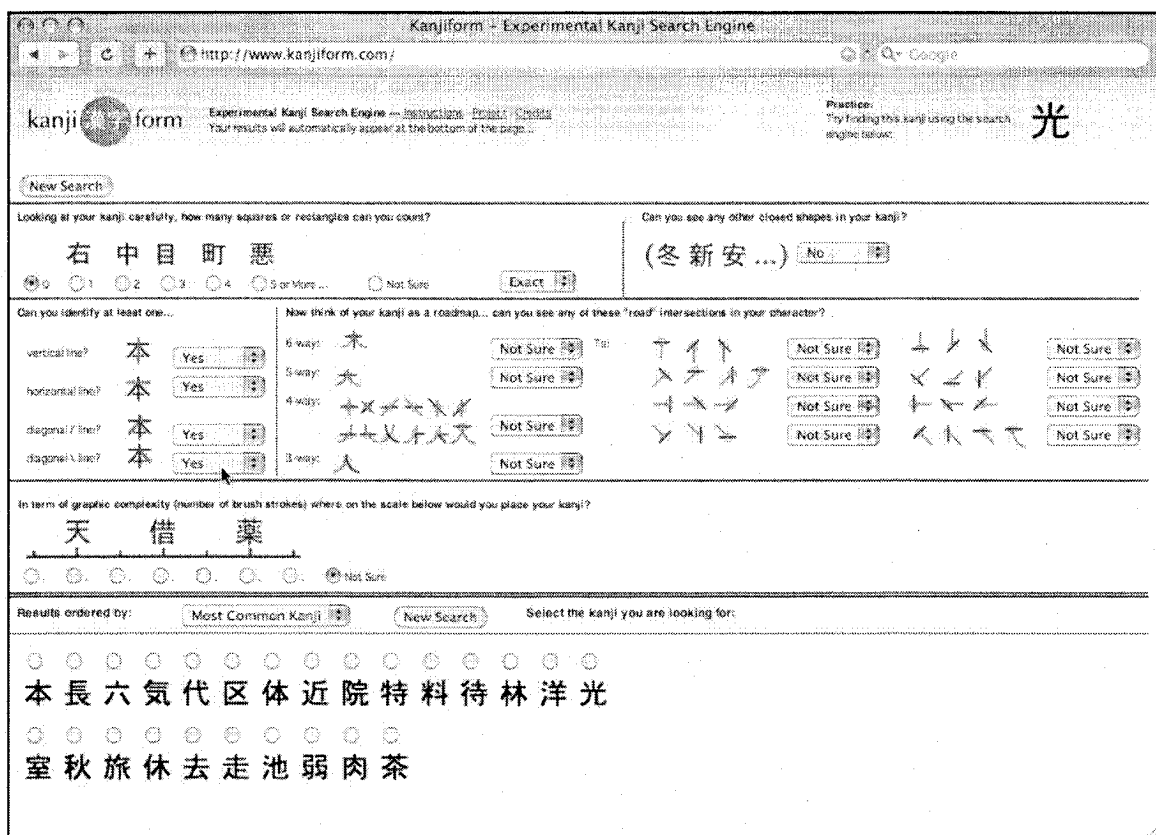 Kanjiform – Experimental Kanji Search Engine
http://www.kanjiform.com/
Google
kanji form
Experimental Kanji Search Engine — Instructions Project Credits
Your results will automatically appear at the bottom of the page...
Practice:
Try finding this kanji using the search engine below:
光
New Search
Looking at your kanji carefully, how many squares or rectangles can you count?
右 中 目 町 悪
0 1 2 3 4 5 or More ... Not Sure Exact
Can you see any other closed shapes in your kanji?
(冬 新 安 ...) No
Can you identify at least one...
vertical line? 本 Yes
horizontal line? 本 Yes
diagonal / line? 本 Yes
diagonal \ line? 本 Yes
Now think of your kanji as a roadmap... can you see any of these "road" intersections in your character?
6 way: Not Sure
5 way: Not Sure
4 way: Not Sure
3 way: Not Sure
Ts: Not Sure Not Sure
Not Sure Not Sure
Not Sure Not Sure
Not Sure Not Sure
In term of graphic complexity (number of brush strokes) where on the scale below would you place your kanji?
天 借 薬
Not Sure
Results ordered by: Most Common Kanji New Search Select the kanji you are looking for:
本 長 六 気 代 区 体 近 院 特 料 待 林 洋 光
室 秋 旅 休 去 走 池 弱 肉 茶